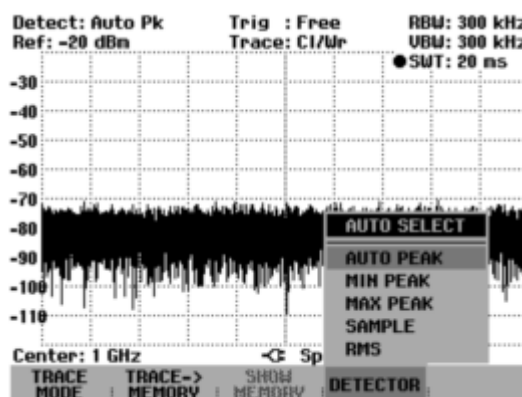 Detect: Auto Pk Trig : Free RBW: 300 kHz
Ref: -20 dBm Trace: Cl/Wr VBW: 300 kHz
●SWT: 20 ms
-30
-40
-50
-60
-70
-80
-90
-100
-110
AUTO SELECT
AUTO PEAK
MIN PEAK
MAX PEAK
SAMPLE
RMS
Center: 1 GHz Sp
TRACE MODE
TRACE-> MEMORY
SHOW MEMORY
DETECTOR